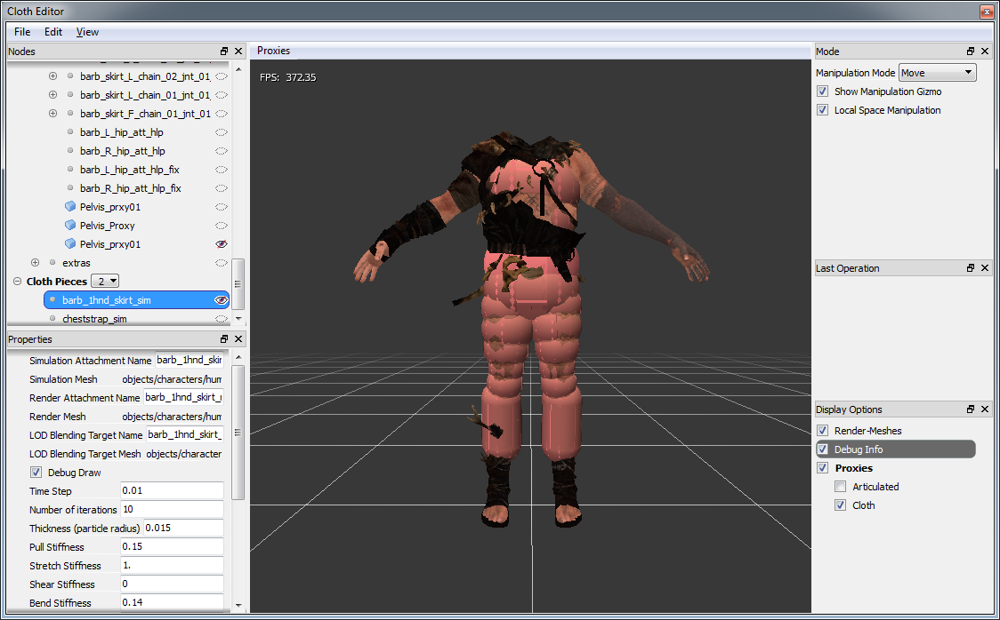 Cloth Editor
File Edit View
Nodes
barb_skirt_L_chain_02_jnt_01_
barb_skirt_L_chain_01_jnt_01_
barb_skirt_F_chain_01_jnt_01
barb_L_hip_att_hlp
barb_R_hip_att_hlp
barb_L_hip_att_hlp_fix
barb_R_hip_att_hlp_fix
Pelvis_prxy01
Pelvis_Proxy
Pelvis_prxy01
extras
Cloth Pieces 2
barb_1hnd_skirt_sim
cheststrap_sim
Properties
Simulation Attachment Name barb_1hnd_skir
Simulation Mesh objects/characters/hum
Render Attachment Name barb_1hnd_skirt_r
Render Mesh objects/characters/hum
LOD Blending Target Name barb_1hnd_skirt_
LOD Blending Target Mesh objects/character
Debug Draw
Time Step 0.01
Number of iterations 10
Thickness (particle radius) 0.015
Pull Stiffness 0.15
Stretch Stiffness 1.
Shear Stiffness 0
Bend Stiffness 0.14
Proxies
FPS: 372.35
Mode
Manipulation Mode Move
Show Manipulation Gizmo
Local Space Manipulation
Last Operation
Display Options
Render-Meshes
Debug Info
Proxies
Articulated
Cloth